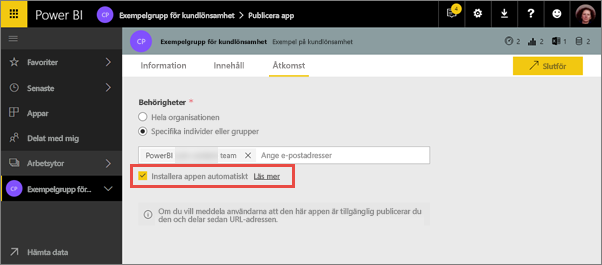 Power BI
Exempelgrupp för kundlönsamhet > Publicera app
4
CP Exempelgrupp för kundlönsamhet Exempel på kundlönsamhet
2 2 1 2
Favoriter
Senaste
Appar
Delat med mig
Arbetsytor
CP Exempelgrupp för...
Hämta data
Information Innehåll Åtkomst
Slutför
Behörigheter *
Hela organisationen
Specifika individer eller grupper
PowerBI team × Ange e-postadresser
Installera appen automatiskt Läs mer
Om du vill meddela användarna att den här appen är tillgänglig publicerar du
den och delar sedan URL-adressen.